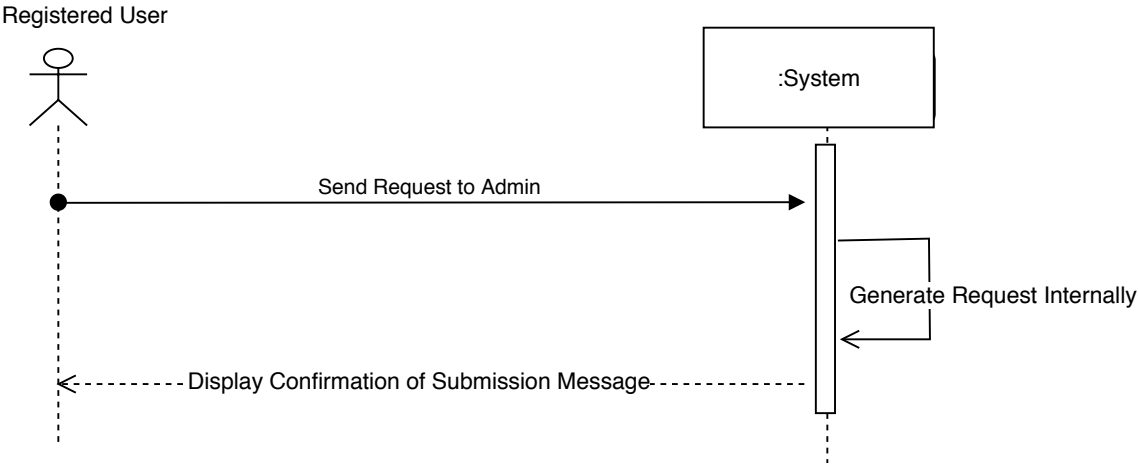 Registered User
:System
Send Request to Admin
Generate Request Internally
Display Confirmation of Submission Message